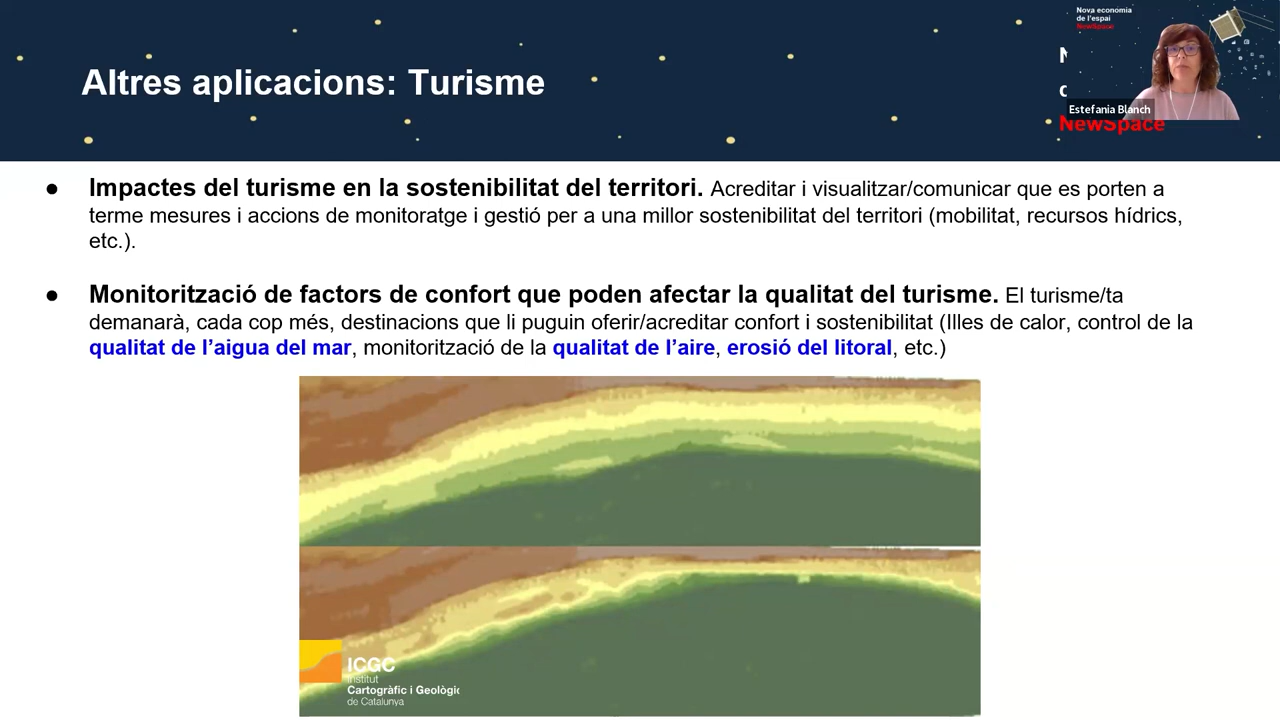 Altres aplicacions: Turisme
Nova economia
de l'espai
NewSpace
Estefania Blanch
NewSpace
● Impactes del turisme en la sostenibilitat del territori. Acreditar i visualitzar/comunicar que es porten a
terme mesures i accions de monitoratge i gestió per a una millor sostenibilitat del territori (mobilitat, recursos hídrics,
etc.).
● Monitorització de factors de confort que poden afectar la qualitat del turisme. El turisme/ta
demanarà, cada cop més, destinacions que li puguin oferir/acreditar confort i sostenibilitat (Illes de calor, control de la
qualitat de l’aigua del mar, monitorització de la qualitat de l’aire, erosió del litoral, etc.)
ICGC
Institut
Cartogràfic i Geològic
de Catalunya